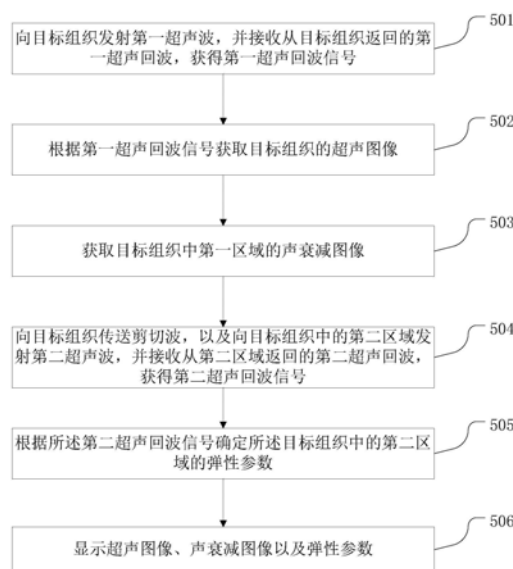 501
向目标组织发射第一超声波，并接收从目标组织返回的第
一超声回波，获得第一超声回波信号
502
根据第一超声回波信号获取目标组织的超声图像
503
获取目标组织中第一区域的声衰减图像
504
向目标组织传送剪切波，以及向目标组织中的第二区域发
射第二超声波，并接收从第二区域返回的第二超声回波，
获得第二超声回波信号
505
根据所述第二超声回波信号确定所述目标组织中的第二区
域的弹性参数
506
显示超声图像、声衰减图像以及弹性参数